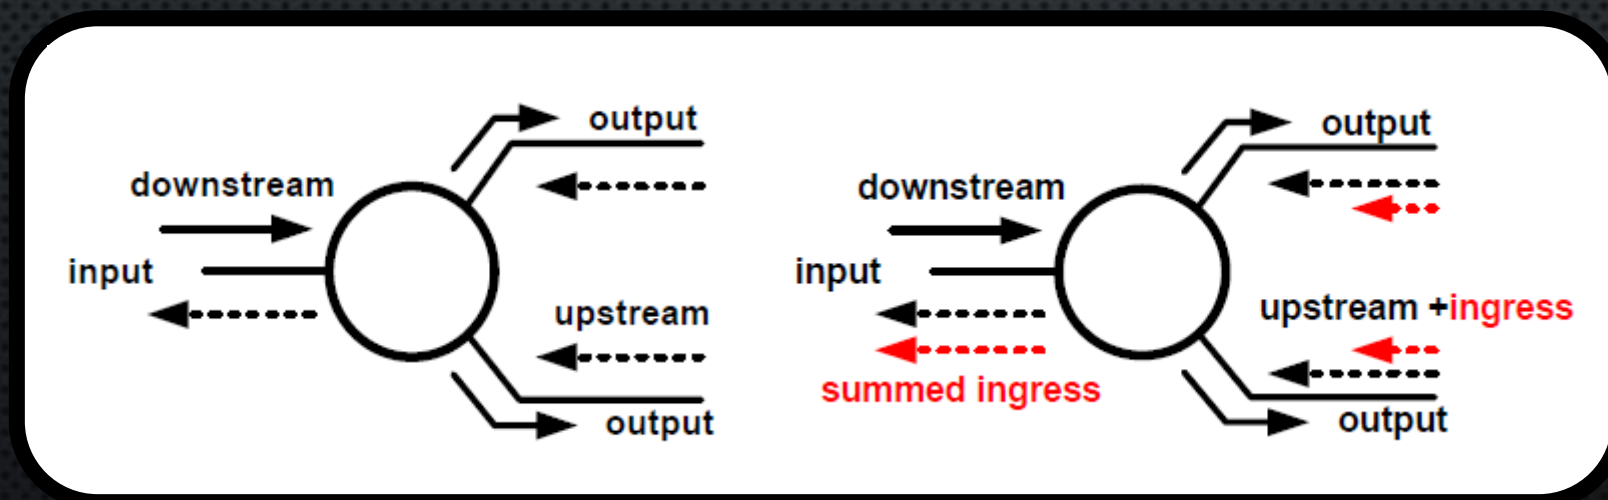 output
downstream
input
upstream
output
output
downstream
input
upstream +ingress
summed ingress
output